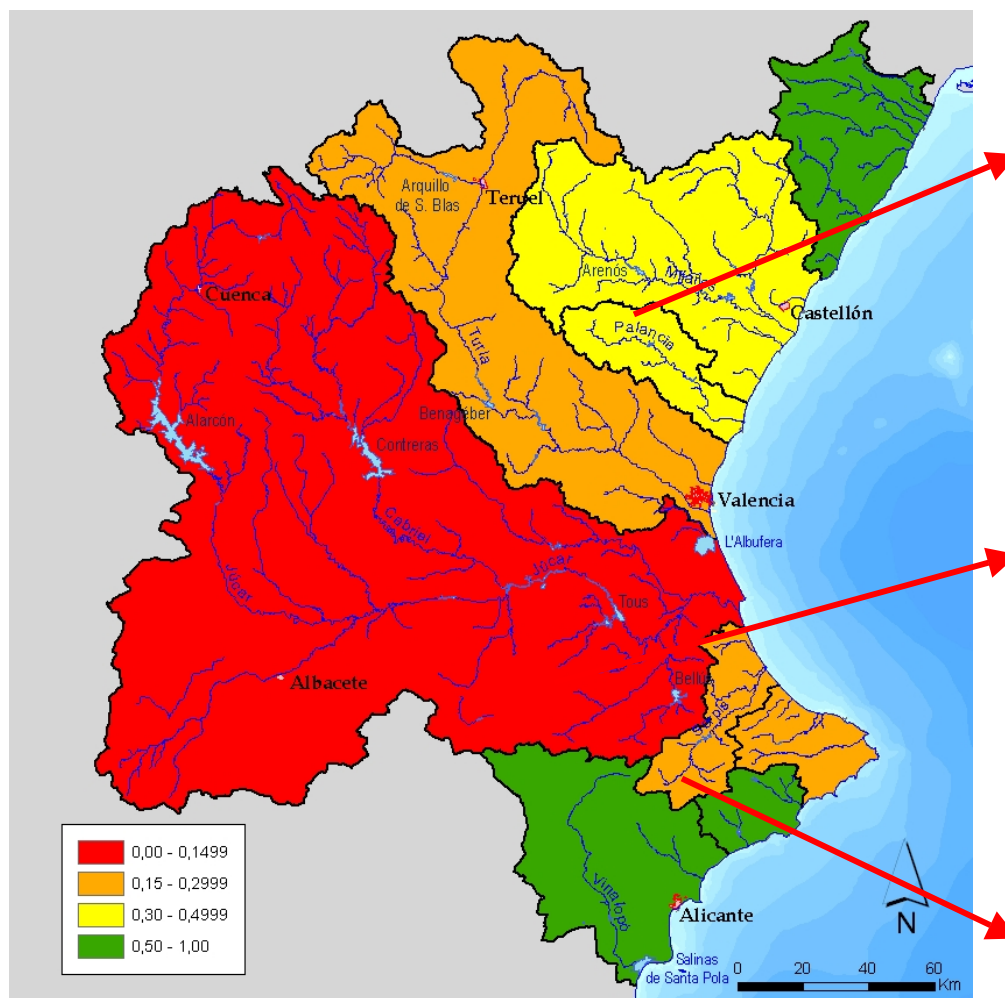 Arquillo
de S. Blas
Teruel
Arenós
Mijares
Cuenca
Castellón
Palancia
Turia
Alarcón
Benagéber
Contreras
Valencia
Cabriel
L'Albufera
Júcar
Júcar
Tous
Albacete
Bellús
Serpis
0,00 - 0,1499
0,15 - 0,2999
0,30 - 0,4999
0,50 - 1,00
Vinalopó
Alicante
N
Salinas
de Santa Pola
0 20 40 60
Km